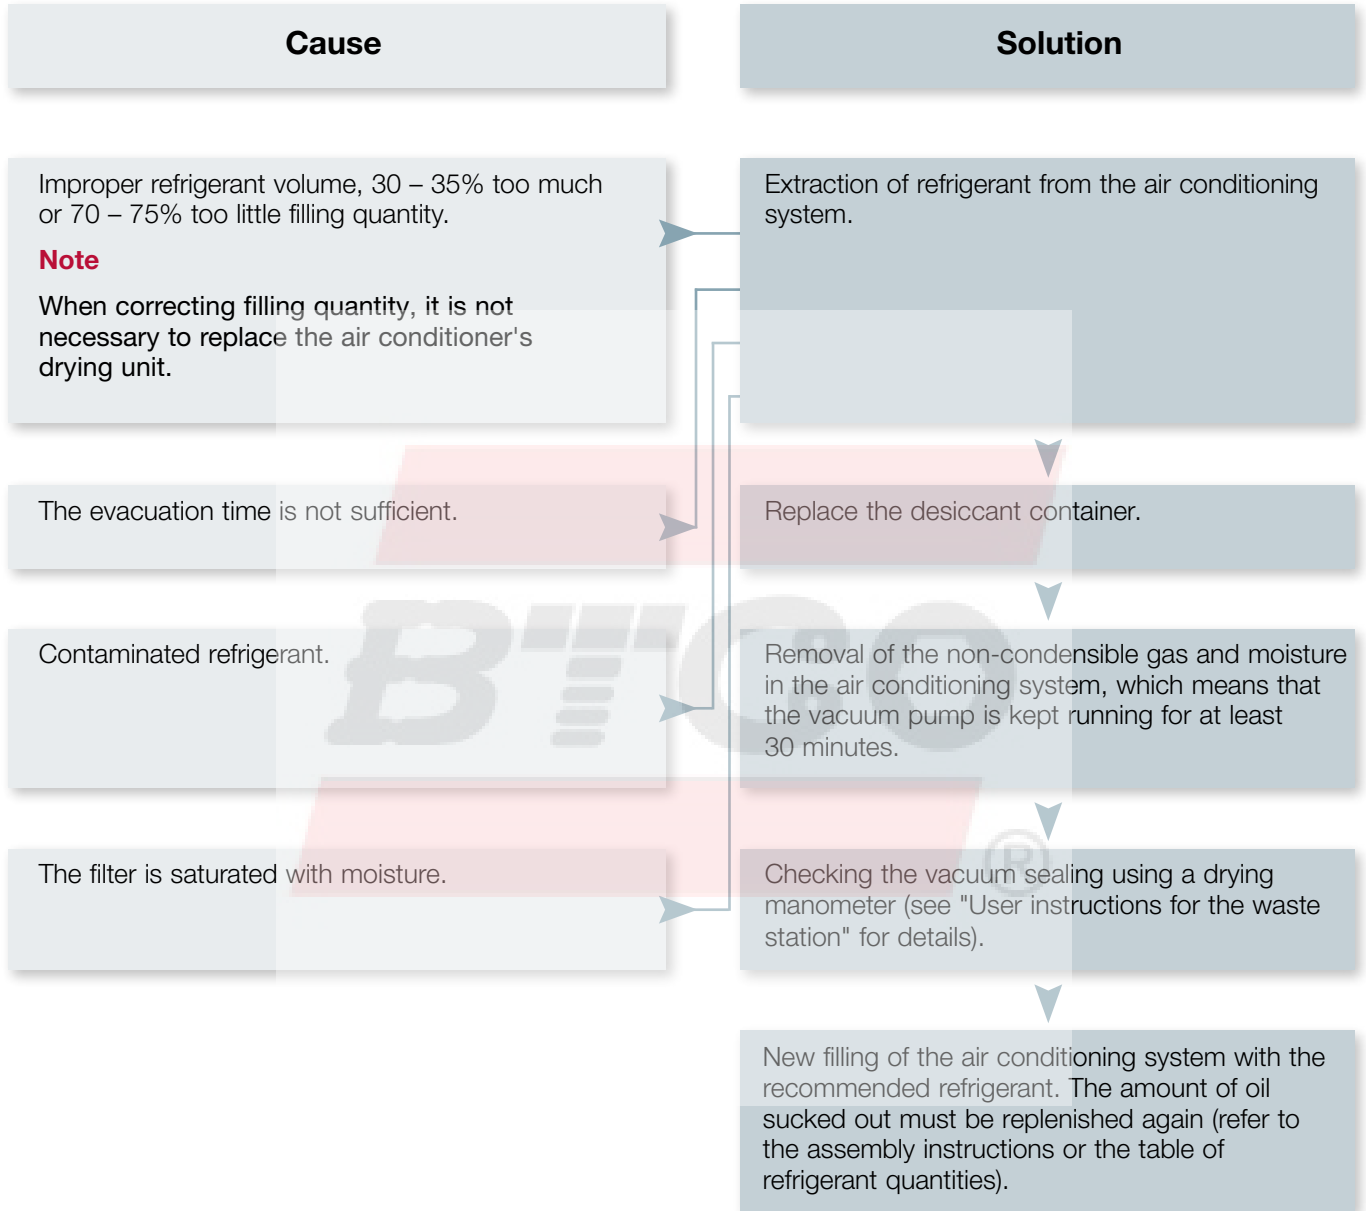 Cause
Solution
Improper refrigerant volume, 30 – 35% too much
or 70 – 75% too little filling quantity.
Note
When correcting filling quantity, it is not
necessary to replace the air conditioner's
drying unit.
Extraction of refrigerant from the air conditioning
system.
The evacuation time is not sufficient.
Replace the desiccant container.
Contaminated refrigerant.
Removal of the non-condensible gas and moisture
in the air conditioning system, which means that
the vacuum pump is kept running for at least
30 minutes.
The filter is saturated with moisture.
Checking the vacuum sealing using a drying
manometer (see "User instructions for the waste
station" for details).
New filling of the air conditioning system with the
recommended refrigerant. The amount of oil
sucked out must be replenished again (refer to
the assembly instructions or the table of
refrigerant quantities).
BTCO
®